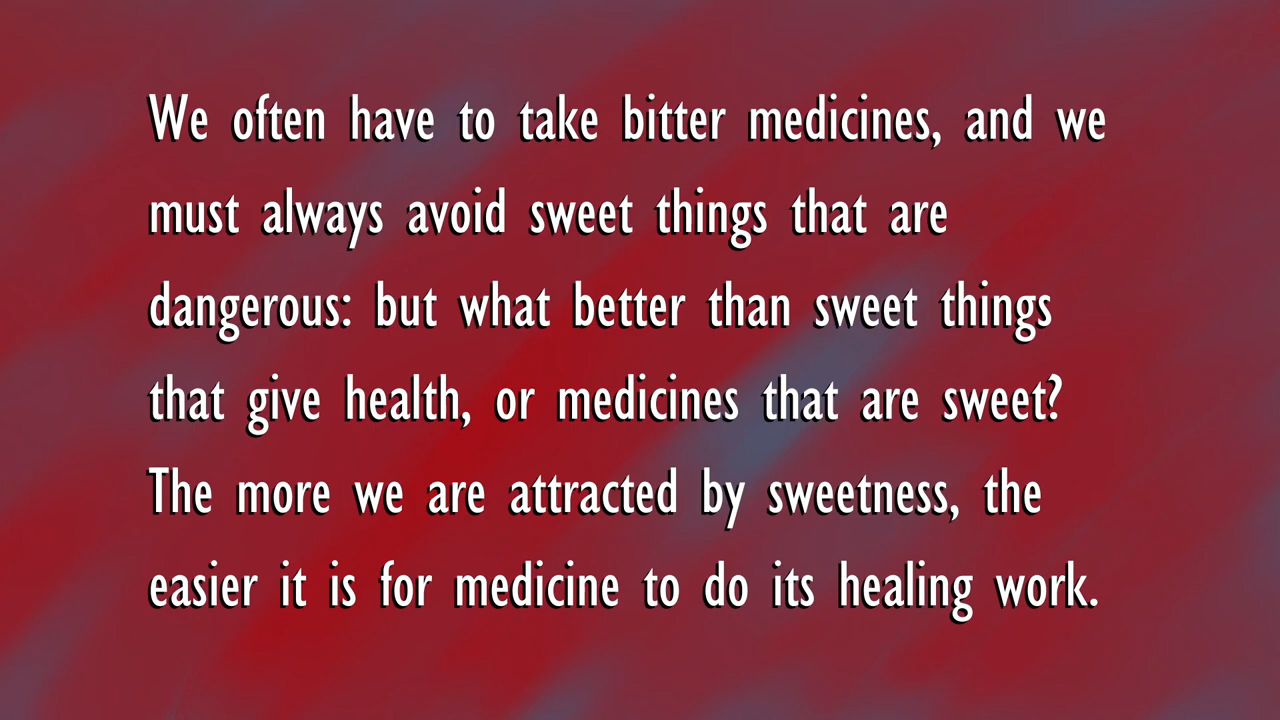 We often have to take bitter medicines, and we
must always avoid sweet things that are
dangerous: but what better than sweet things
that give health, or medicines that are sweet?
The more we are attracted by sweetness, the
easier it is for medicine to do its healing work.